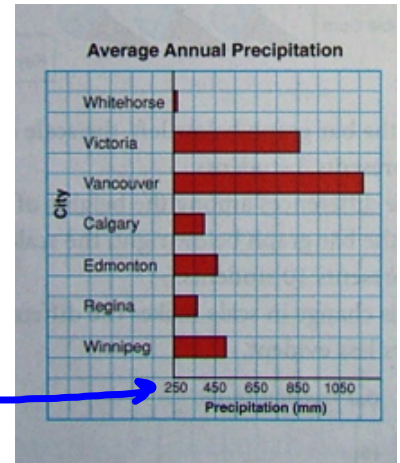 Average Annual Precipitation
City
Whitehorse
Victoria
Vancouver
Calgary
Edmonton
Regina
Winnipeg
250 450 650 850 1050
Precipitation (mm)